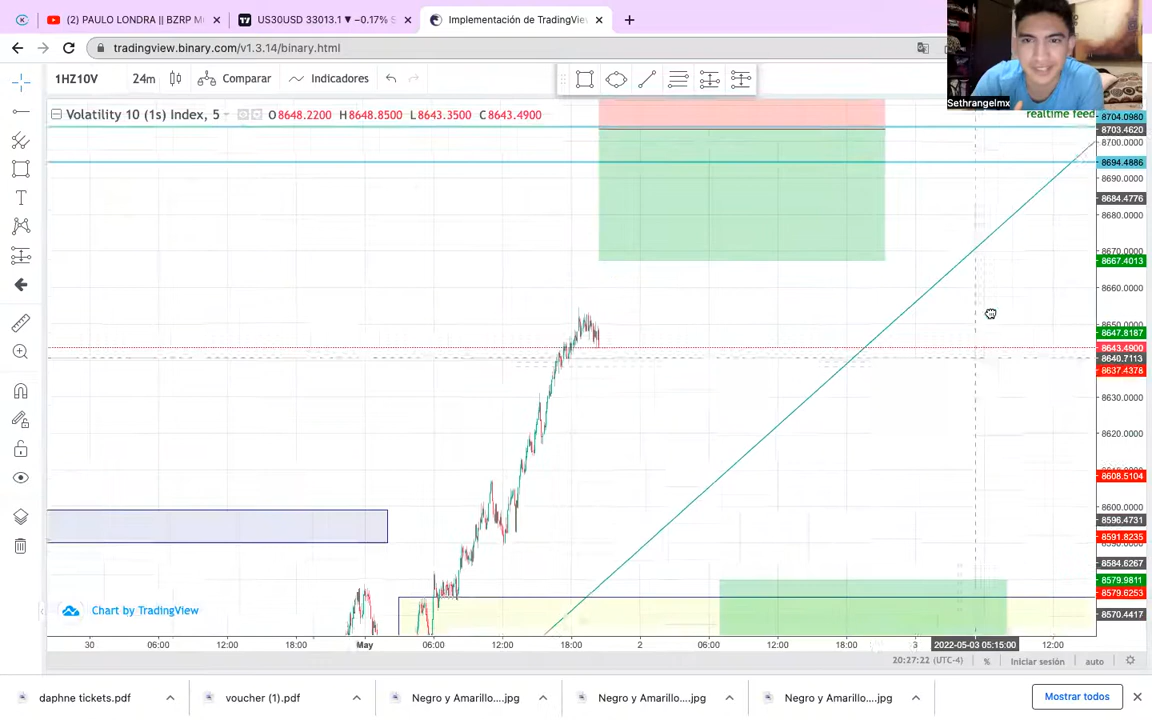 (2) PAULO LONDRA || BZRP M
US30USD 33013.1 ▼ −0.17% S
Implementación de TradingVie
tradingview.binary.com/v1.3.14/binary.html
1HZ10V
24m
Comparar
Indicadores
Sethrangelmx
Volatility 10 (1s) Index, 5
O8648.2200 H8648.8500 L8643.3500 C8643.4900
realtime feed
8704.0980
8703.4620
8700.0000
8694.4886
8690.0000
8684.4776
8680.0000
8670.0000
8667.4013
8660.0000
8650.0000
8647.8187
8643.4900
8640.7113
8637.4378
8630.0000
8620.0000
8608.5104
8600.0000
8596.4731
8591.8235
8584.6267
8579.9811
8579.6253
8570.4417
Chart by TradingView
30 06:00 12:00 18:00 May 06:00 12:00 18:00 2 06:00 12:00 18:00 3 2022-05-03 05:15:00 12:00
20:27:22 (UTC-4) % Iniciar sesión auto
daphne tickets.pdf
voucher (1).pdf
Negro y Amarillo....jpg
Negro y Amarillo....jpg
Negro y Amarillo....jpg
Mostrar todos